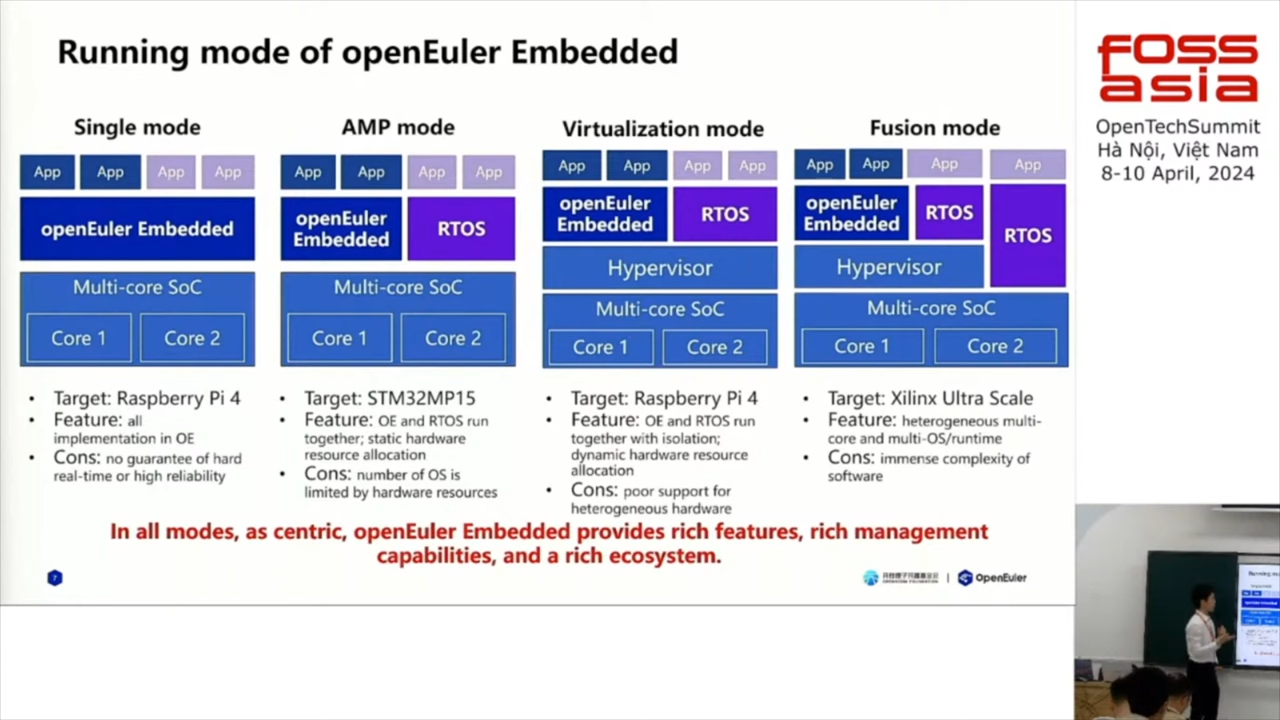 Running mode of openEuler Embedded
Single mode
App
App
App
App
openEuler Embedded
Multi-core SoC
Core 1
Core 2
• Target: Raspberry Pi 4
• Feature: all
implementation in OE
• Cons: no guarantee of hard
real-time or high reliability
AMP mode
App
App
App
App
openEuler
Embedded
RTOS
Multi-core SoC
Core 1
Core 2
• Target: STM32MP15
• Feature: OE and RTOS run
together; static hardware
resource allocation
• Cons: number of OS is
limited by hardware resources
Virtualization mode
App
App
App
App
openEuler
Embedded
RTOS
Hypervisor
Multi-core SoC
Core 1
Core 2
• Target: Raspberry Pi 4
• Feature: OE and RTOS run
together with isolation;
dynamic hardware resource
allocation
• Cons: poor support for
heterogeneous hardware
Fusion mode
App
App
App
App
openEuler
Embedded
RTOS
RTOS
Hypervisor
Multi-core SoC
Core 1
Core 2
• Target: Xilinx Ultra Scale
• Feature: heterogeneous multi-
core and multi-OS/runtime
• Cons: immense complexity of
software
In all modes, as centric, openEuler Embedded provides rich features, rich management
capabilities, and a rich ecosystem.
7
OpenEuler
FOSS
asia
OpenTechSummit
Hà Nội, Việt Nam
8-10 April, 2024
Running mo